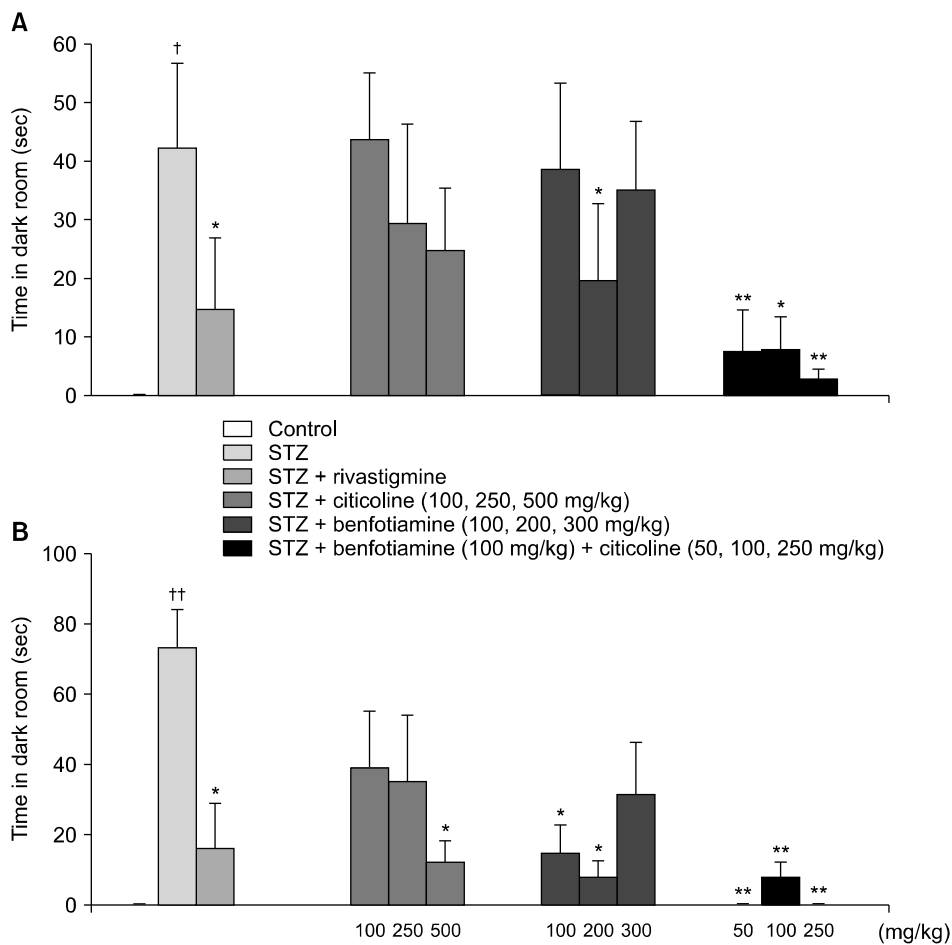 A
60
†
50
40
*
*
30
20
**
*
10
**
0
Time in dark room (sec)
Control
STZ
STZ + rivastigmine
STZ + citicoline (100, 250, 500 mg/kg)
STZ + benfotiamine (100, 200, 300 mg/kg)
STZ + benfotiamine (100 mg/kg) + citicoline (50, 100, 250 mg/kg)
B
100
††
80
60
40
*
*
*
*
20
**
**
**
0
Time in dark room (sec)
100 250 500 100 200 300 50 100 250 (mg/kg)